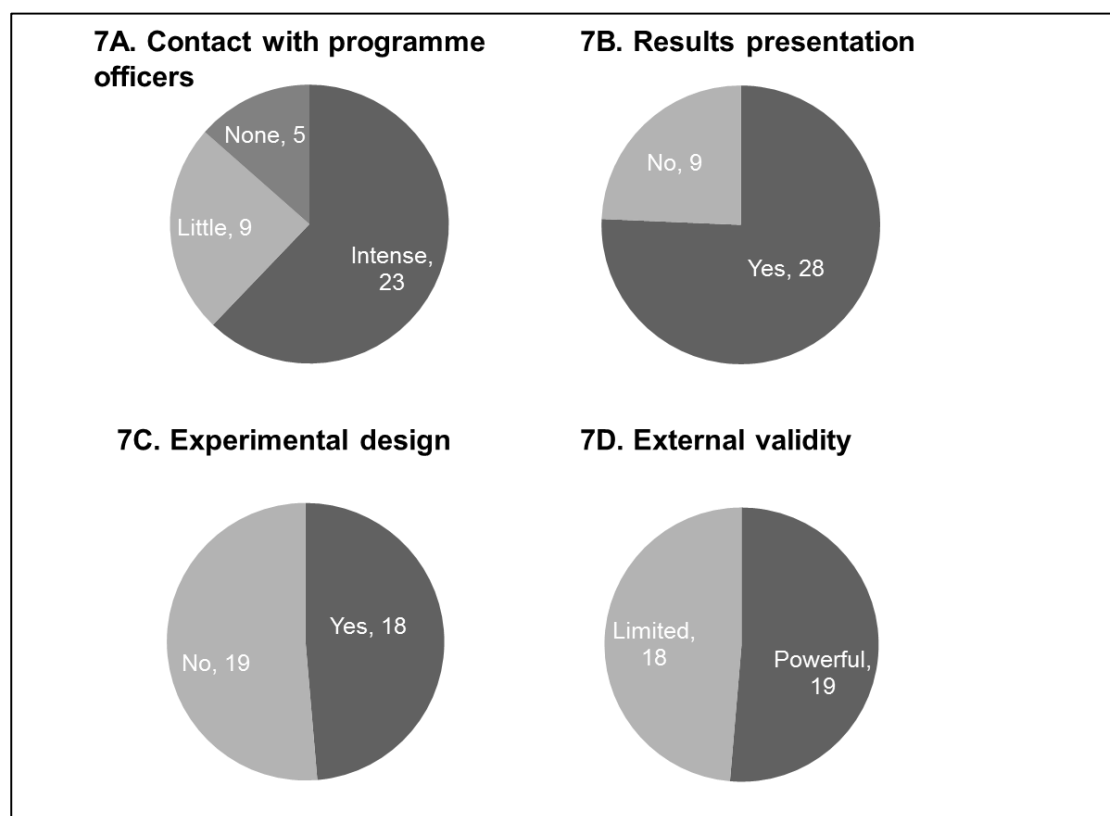 7A. Contact with programme
officers
None, 5
Little, 9
Intense,
23
7B. Results presentation
No, 9
Yes, 28
7C. Experimental design
No, 19
Yes, 18
7D. External validity
Limited,
18
Powerful,
19